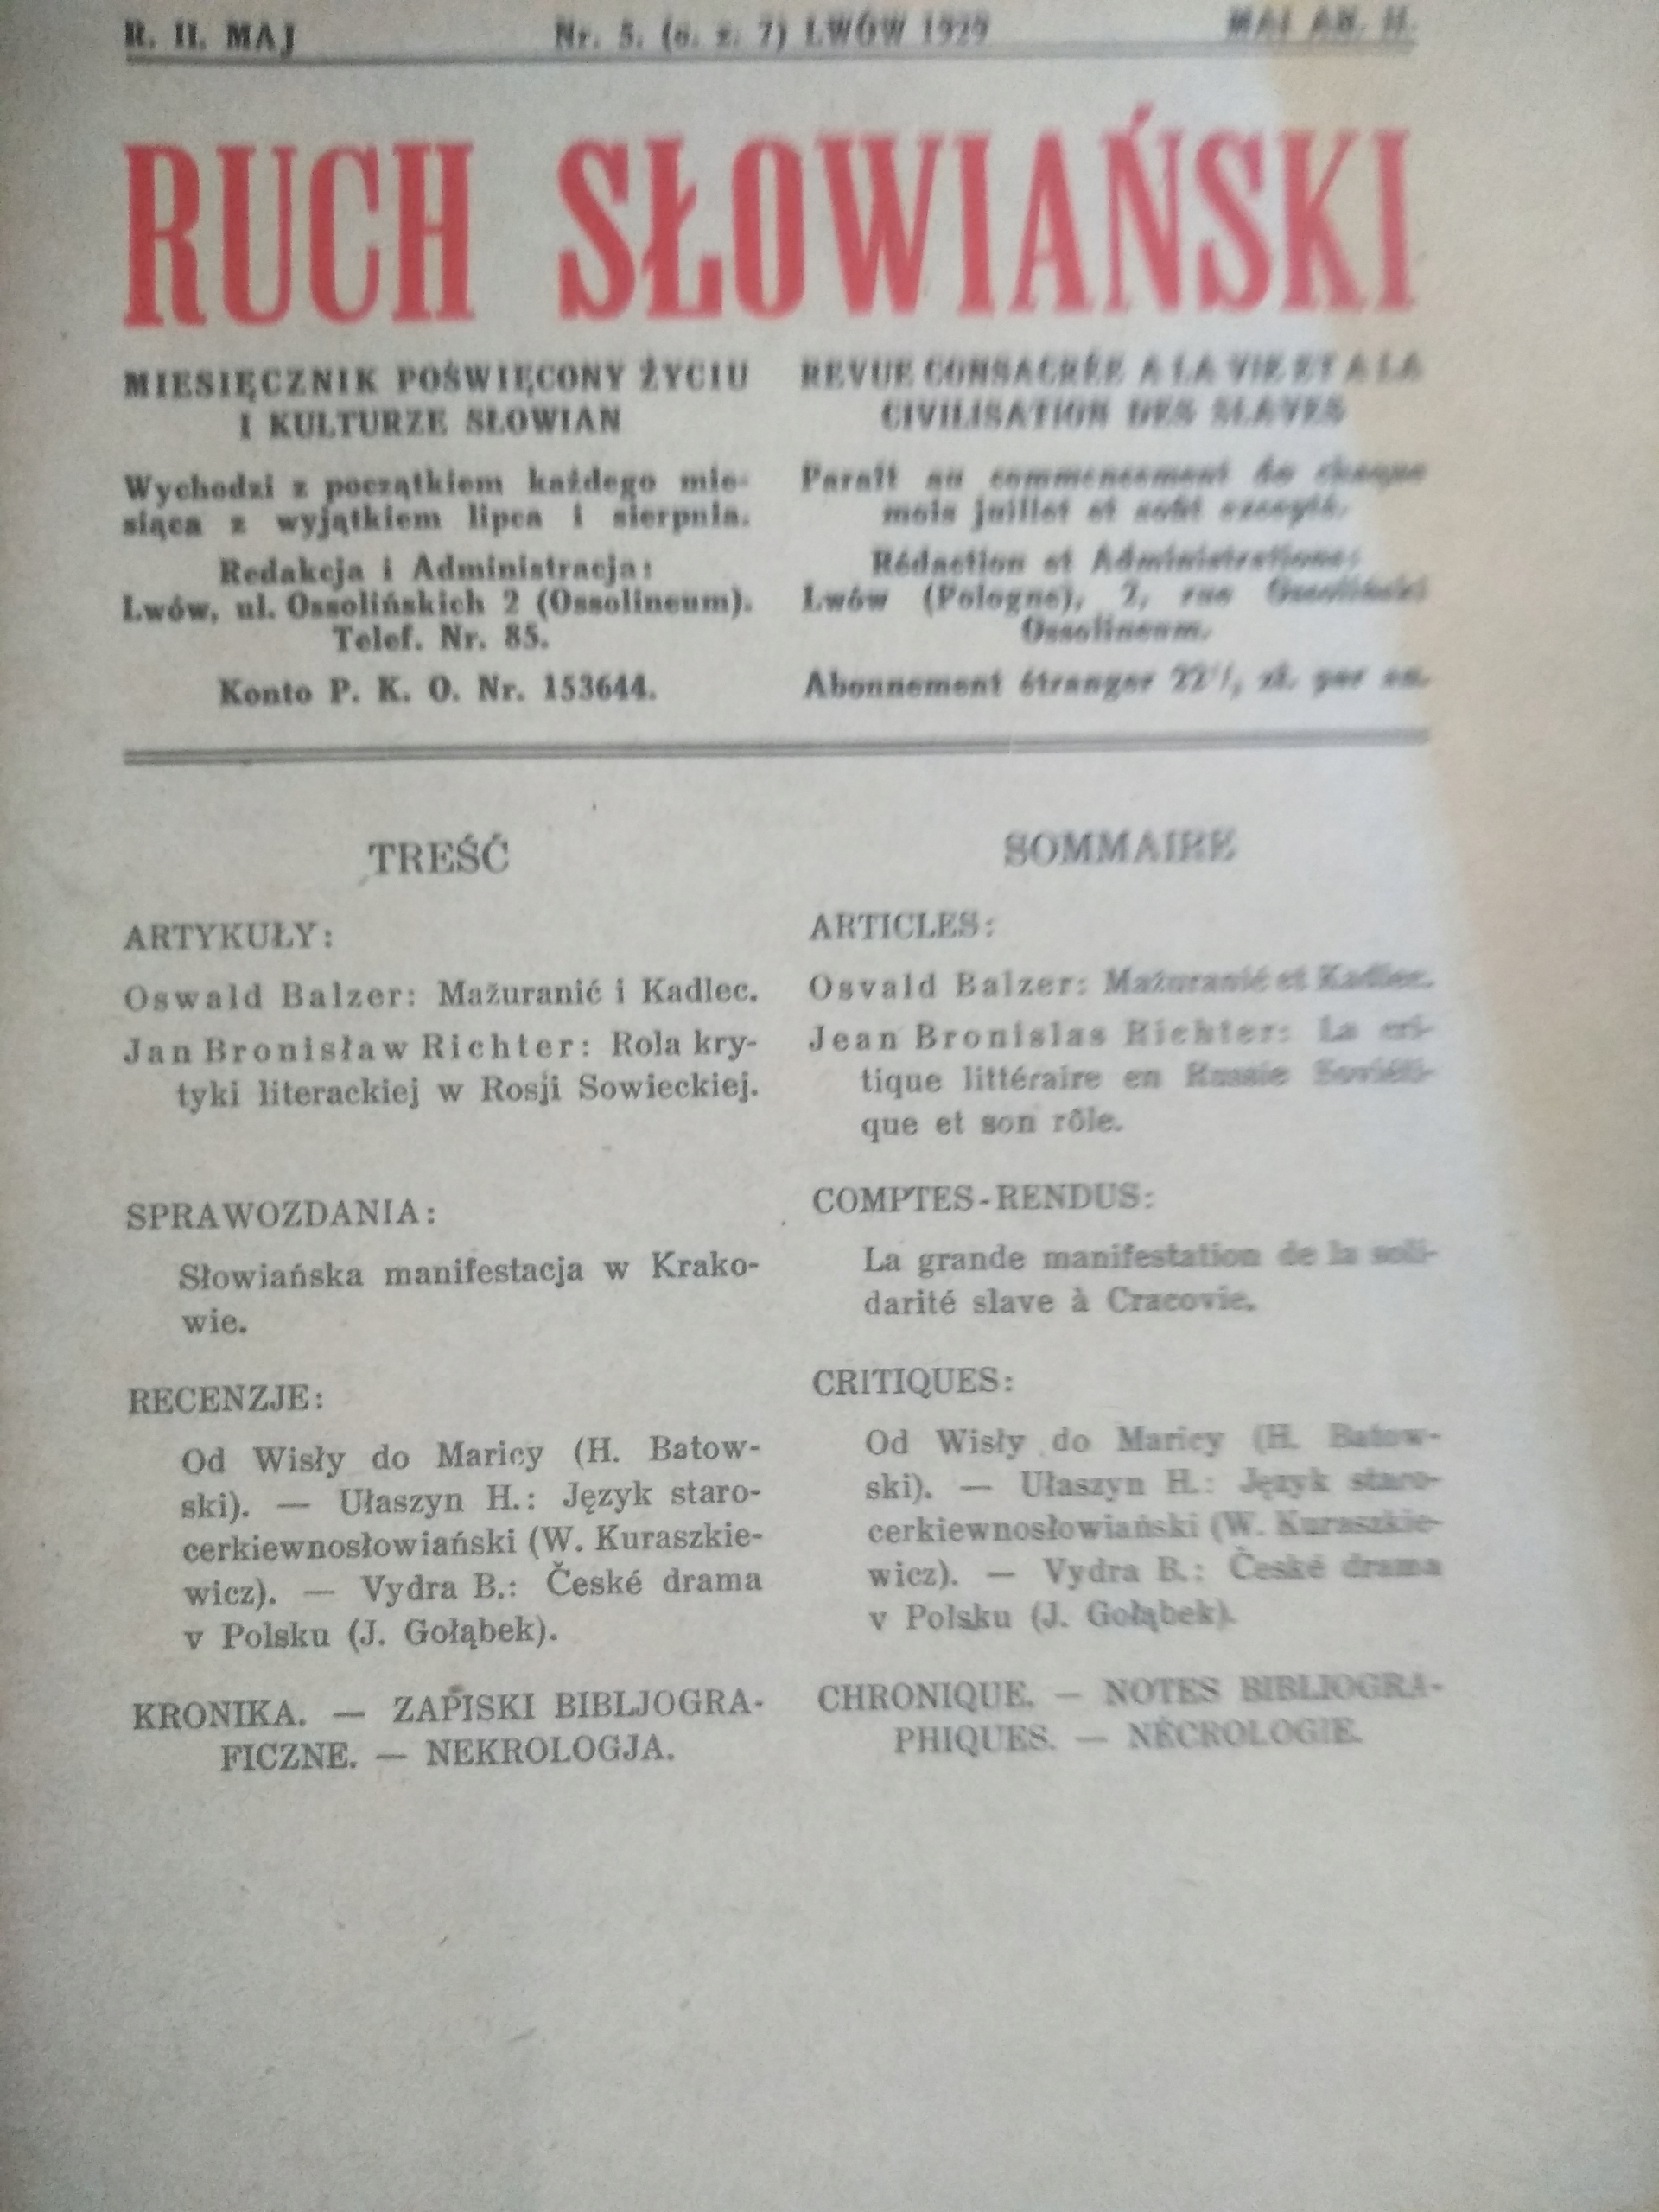 R. II. MAJ
Nr. 5. (o. z. 7) LWÓW 1929
MAI AN. II.
RUCH SŁOWIAŃSKI
MIESIĘCZNIK POŚWIĘCONY ŻYCIU
I KULTURZE SŁOWIAN
Wychodzi z początkiem każdego mie-
siąca z wyjątkiem lipca i sierpnia.
Redakcja i Administracja:
Lwów, ul. Ossolińskich 2 (Ossolineum).
Telef. Nr. 85.
Konto P. K. O. Nr. 153644.
REVUE CONSACRÉE A LA VIE ET A LA
CIVILISATION DES SLAVES
Paraît au commencement de chaque
mois juillet et août
Rédaction et Administration:
Lwów (Pologne), 2, rue
Ossolineum.
Abonnement étranger zł. par an.
TREŚĆ
ARTYKUŁY:
Oswald Balzer: Mažuranić i Kadlec.
Jan Bronisław Richter: Rola kry-
tyki literackiej w Rosji Sowieckiej.
SPRAWOZDANIA:
Słowiańska manifestacja w Krako-
wie.
RECENZJE:
Od Wisły do Maricy (H. Batow-
ski). — Ułaszyn H.: Język staro-
cerkiewnosłowiański (W. Kuraszkie-
wicz). — Vydra B.: České drama
v Polsku (J. Gołąbek).
KRONIKA. — ZAPISKI BIBLJOGRA-
FICZNE. — NEKROLOGJA.
SOMMAIRE
ARTICLES:
Osvald Balzer: Mažuranić et Kadlec.
Jean Bronislas Richter: La cri-
tique littéraire en Russie Soviéti-
que et son rôle.
COMPTES-RENDUS:
La grande manifestation de la soli-
darité slave à Cracovie.
CRITIQUES:
Od Wisły do Maricy (H. Batow-
ski). — Ułaszyn H.: Język staro-
cerkiewnosłowiański (W. Kuraszkie-
wicz). — Vydra B.: České drama
v Polsku (J. Gołąbek).
CHRONIQUE. — NOTES BIBLIOGRA-
PHIQUES. — NÉCROLOGIE.